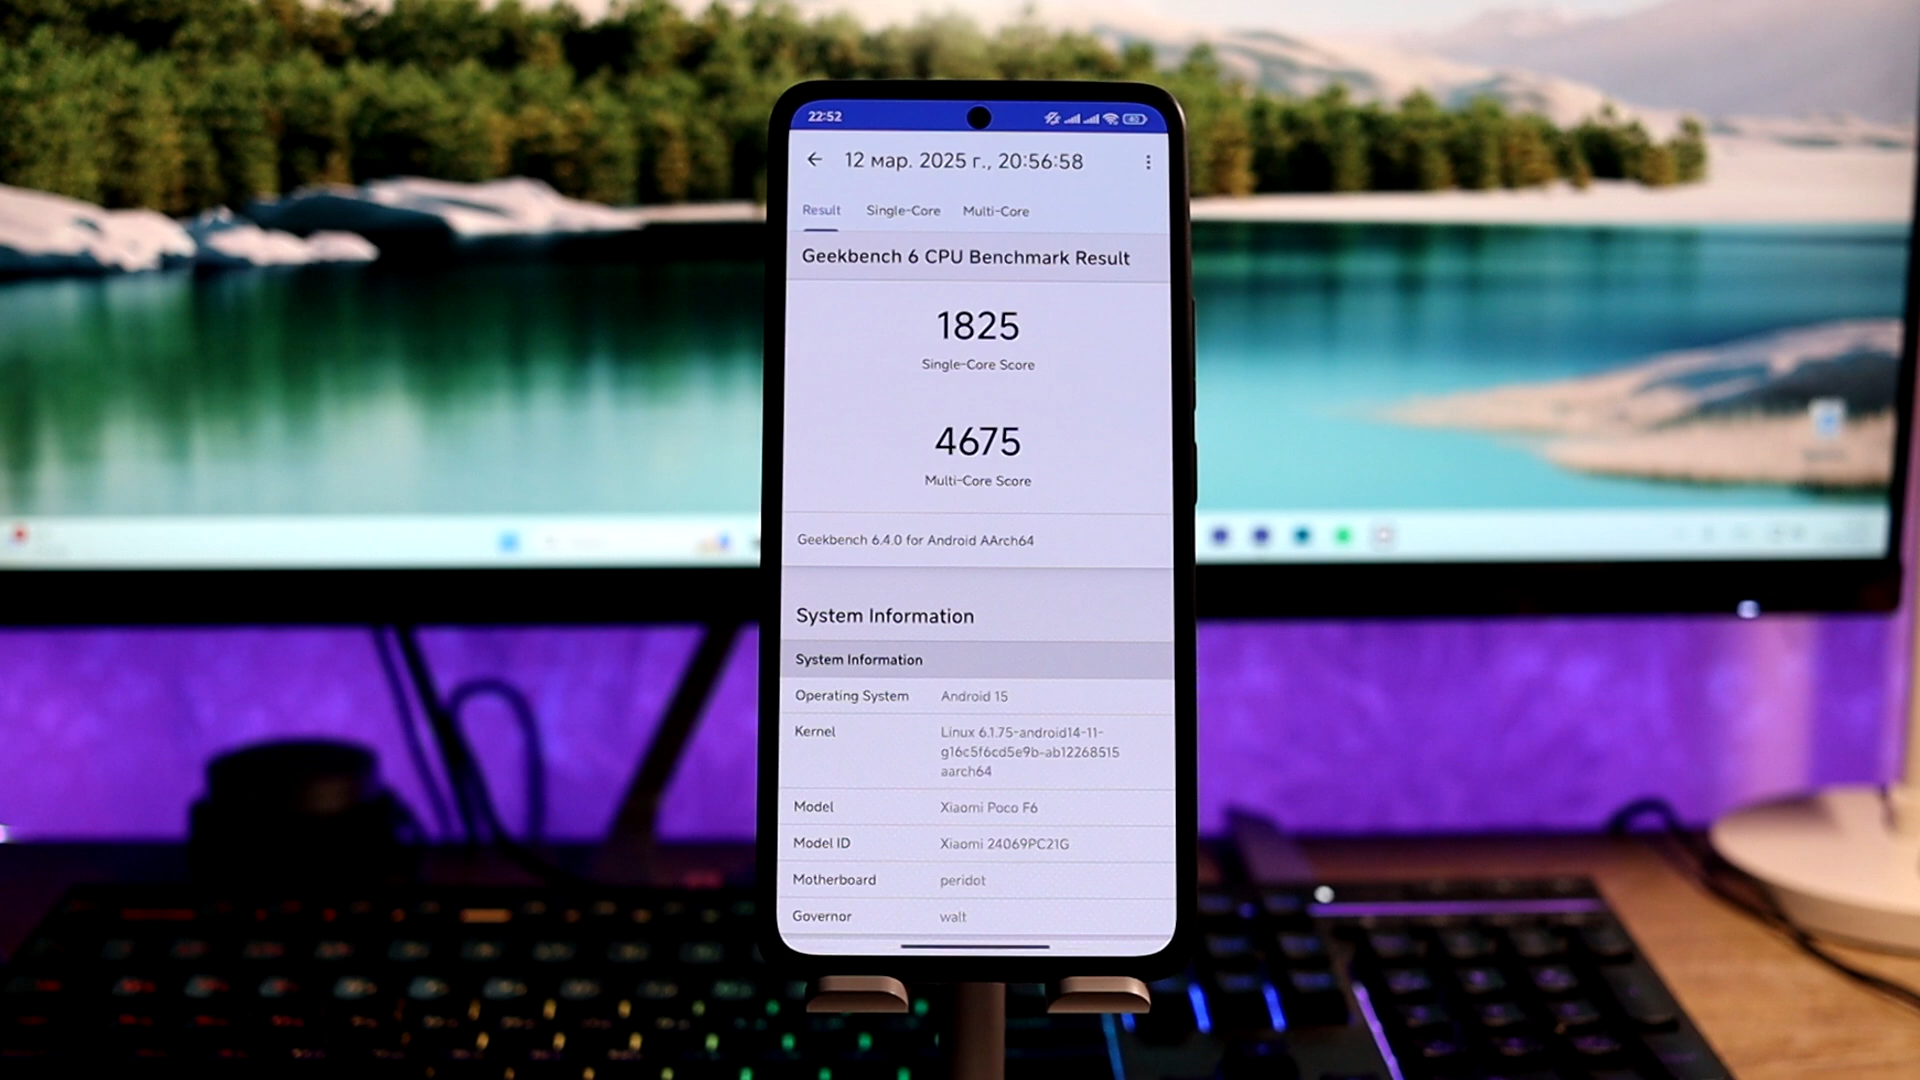 22:52
12 мар. 2025 г., 20:56:58
Result Single-Core Multi-Core
Geekbench 6 CPU Benchmark Result
1825
Single-Core Score
4675
Multi-Core Score
Geekbench 6.4.0 for Android AArch64
System Information
System Information
Operating System Android 15
Kernel Linux 6.1.75-android14-11-
g16c5f6cd5e9b-ab12268515
aarch64
Model Xiaomi Poco F6
Model ID Xiaomi 24069PC21G
Motherboard peridot
Governor walt